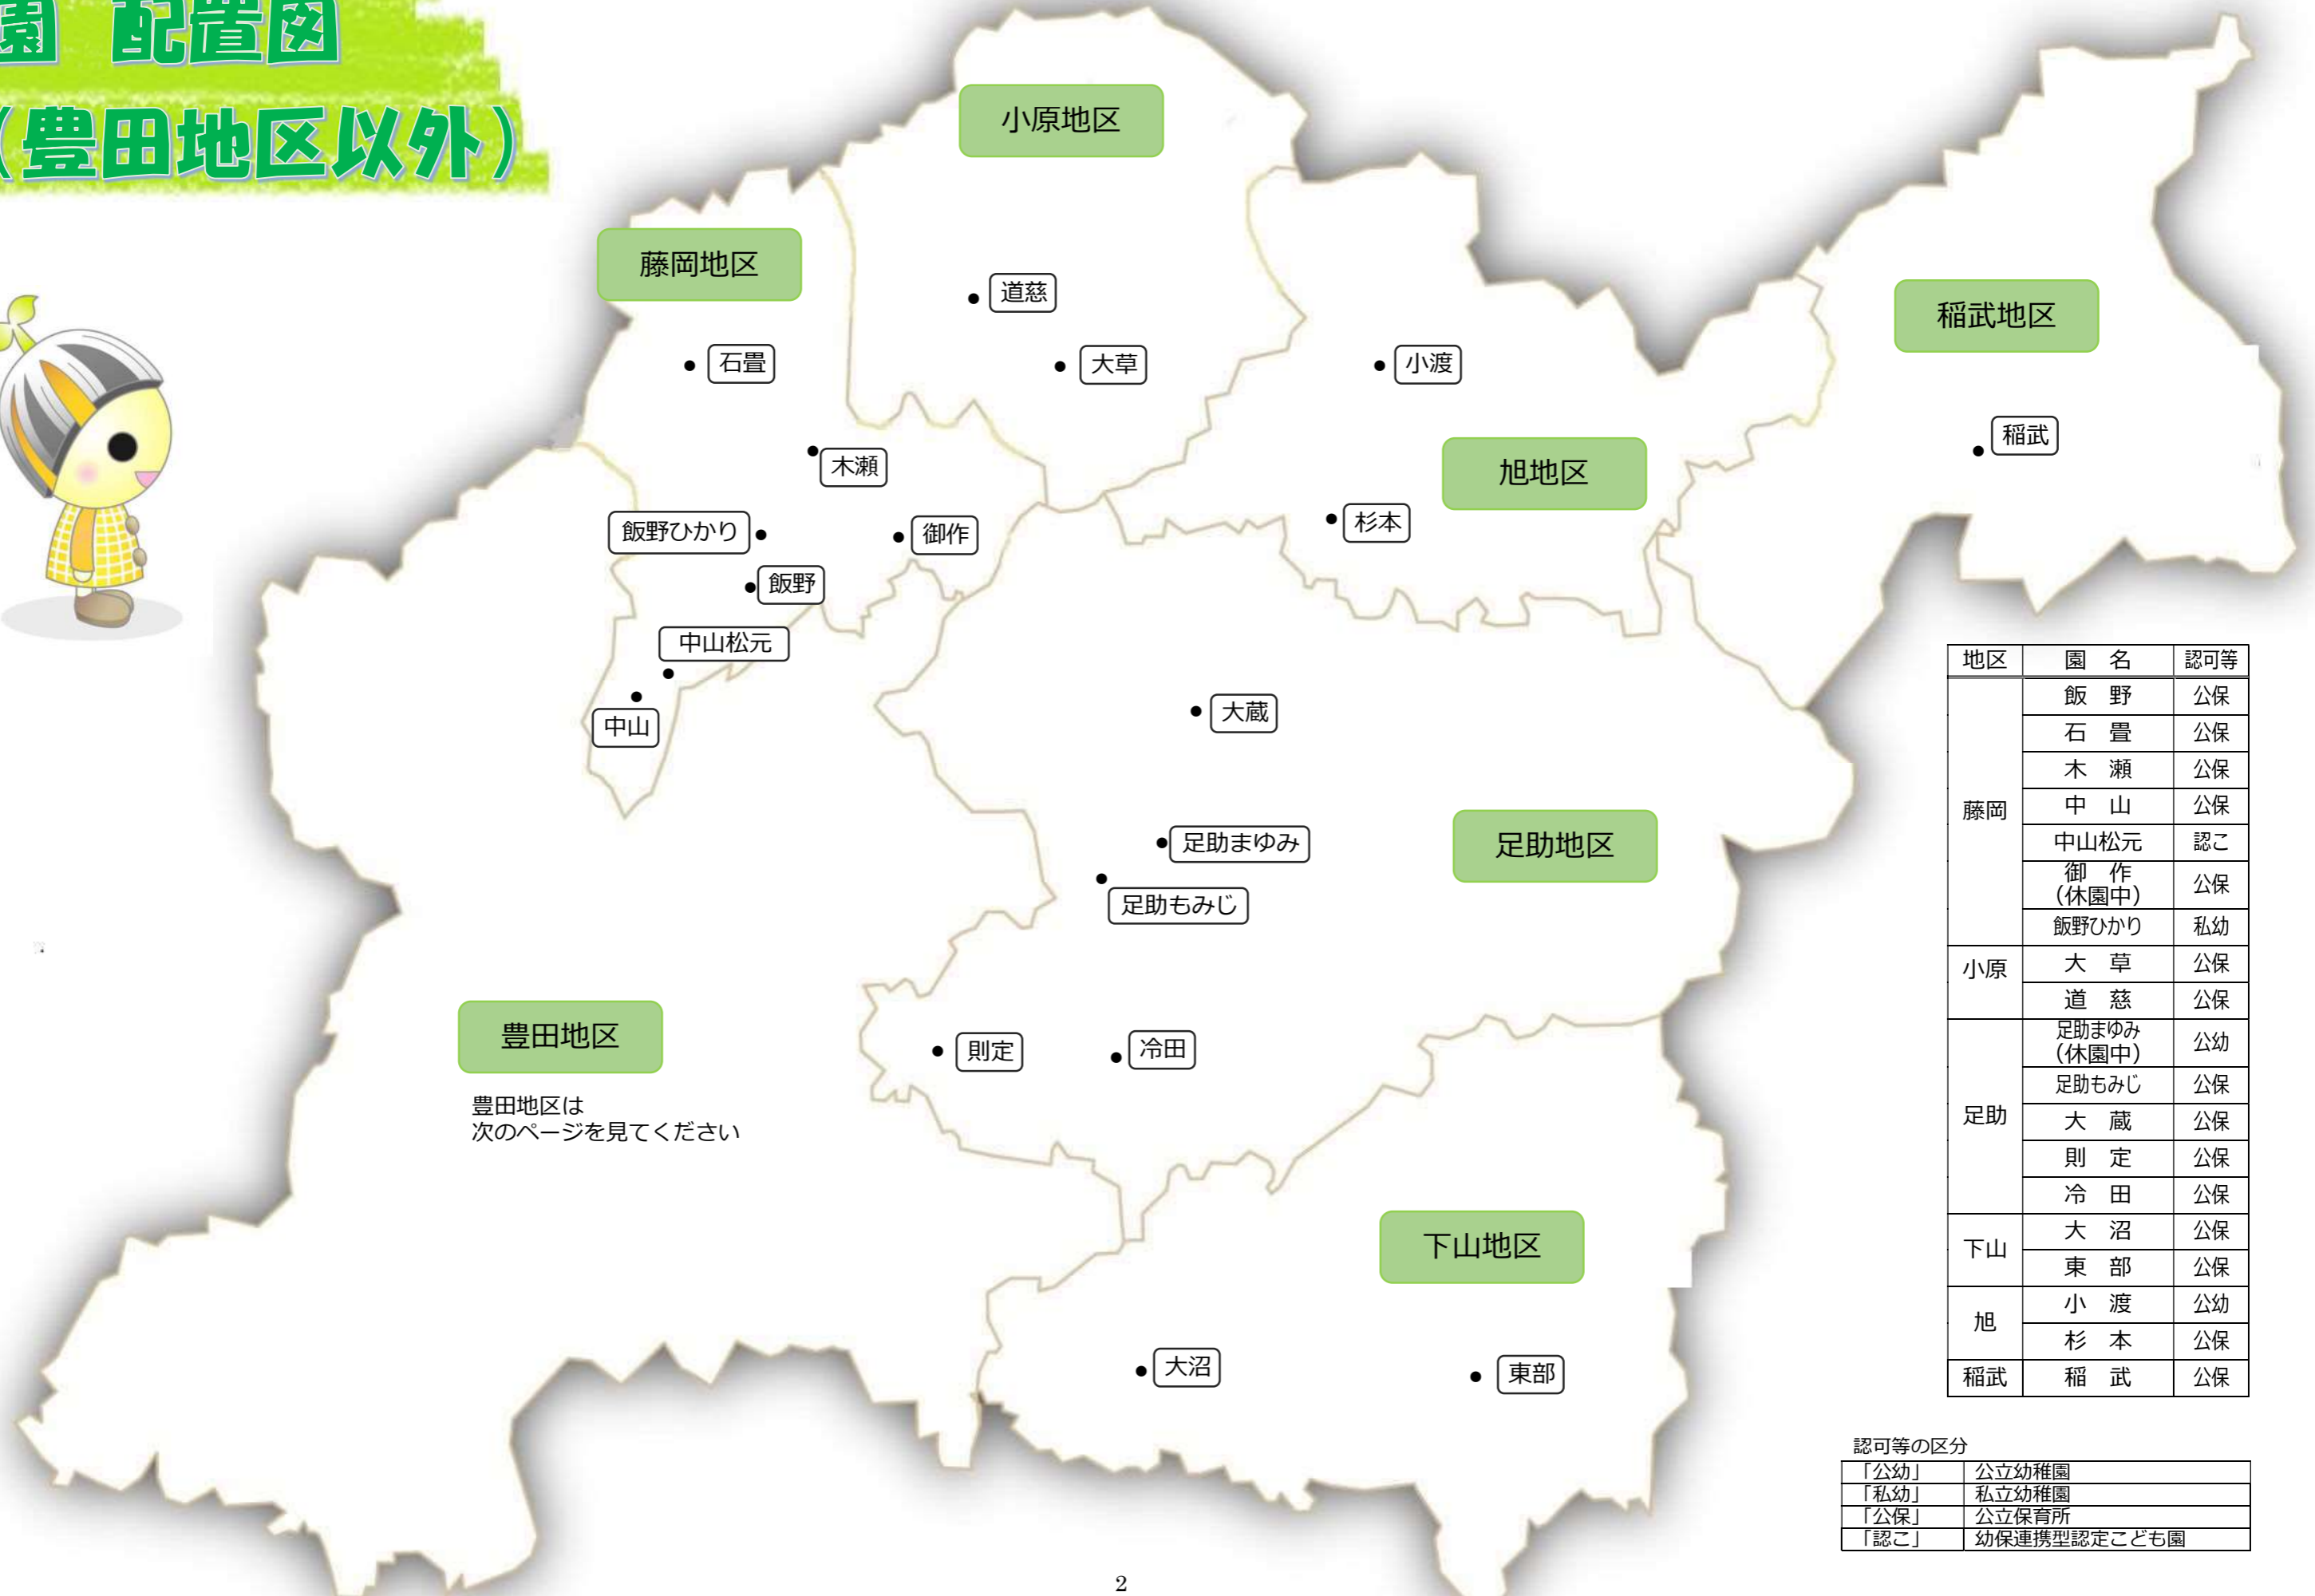 園 配置図
（豊田地区以外）
小原地区
藤岡地区
道慈
稲武地区
石畳
大草
小渡
稲武
木瀬
旭地区
杉本
飯野ひかり
御作
飯野
中山松元
中山
大蔵
足助まゆみ
足助地区
足助もみじ
豊田地区
則定
冷田
豊田地区は
次のページを見てください
下山地区
大沼
東部
地区 園 名 認可等
藤岡
飯 野 公保
石 畳 公保
木 瀬 公保
中 山 公保
中山松元 認こ
御 作
（休園中） 公保
飯野ひかり 私幼
小原
大 草 公保
道 慈 公保
足助
足助まゆみ
（休園中） 公幼
足助もみじ 公保
大 蔵 公保
則 定 公保
冷 田 公保
下山
大 沼 公保
東 部 公保
旭
小 渡 公幼
杉 本 公保
稲武 稲 武 公保
認可等の区分
「公幼」 公立幼稚園
「私幼」 私立幼稚園
「公保」 公立保育所
「認こ」 幼保連携型認定こども園
2